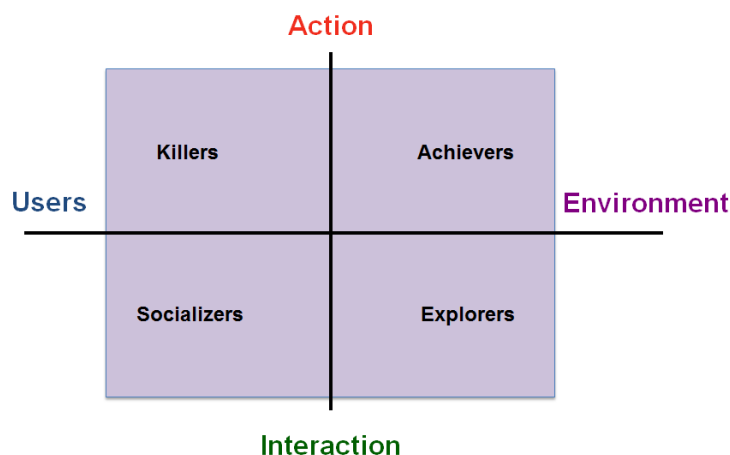 Action
Killers
Achievers
Users
Environment
Socializers
Explorers
Interaction